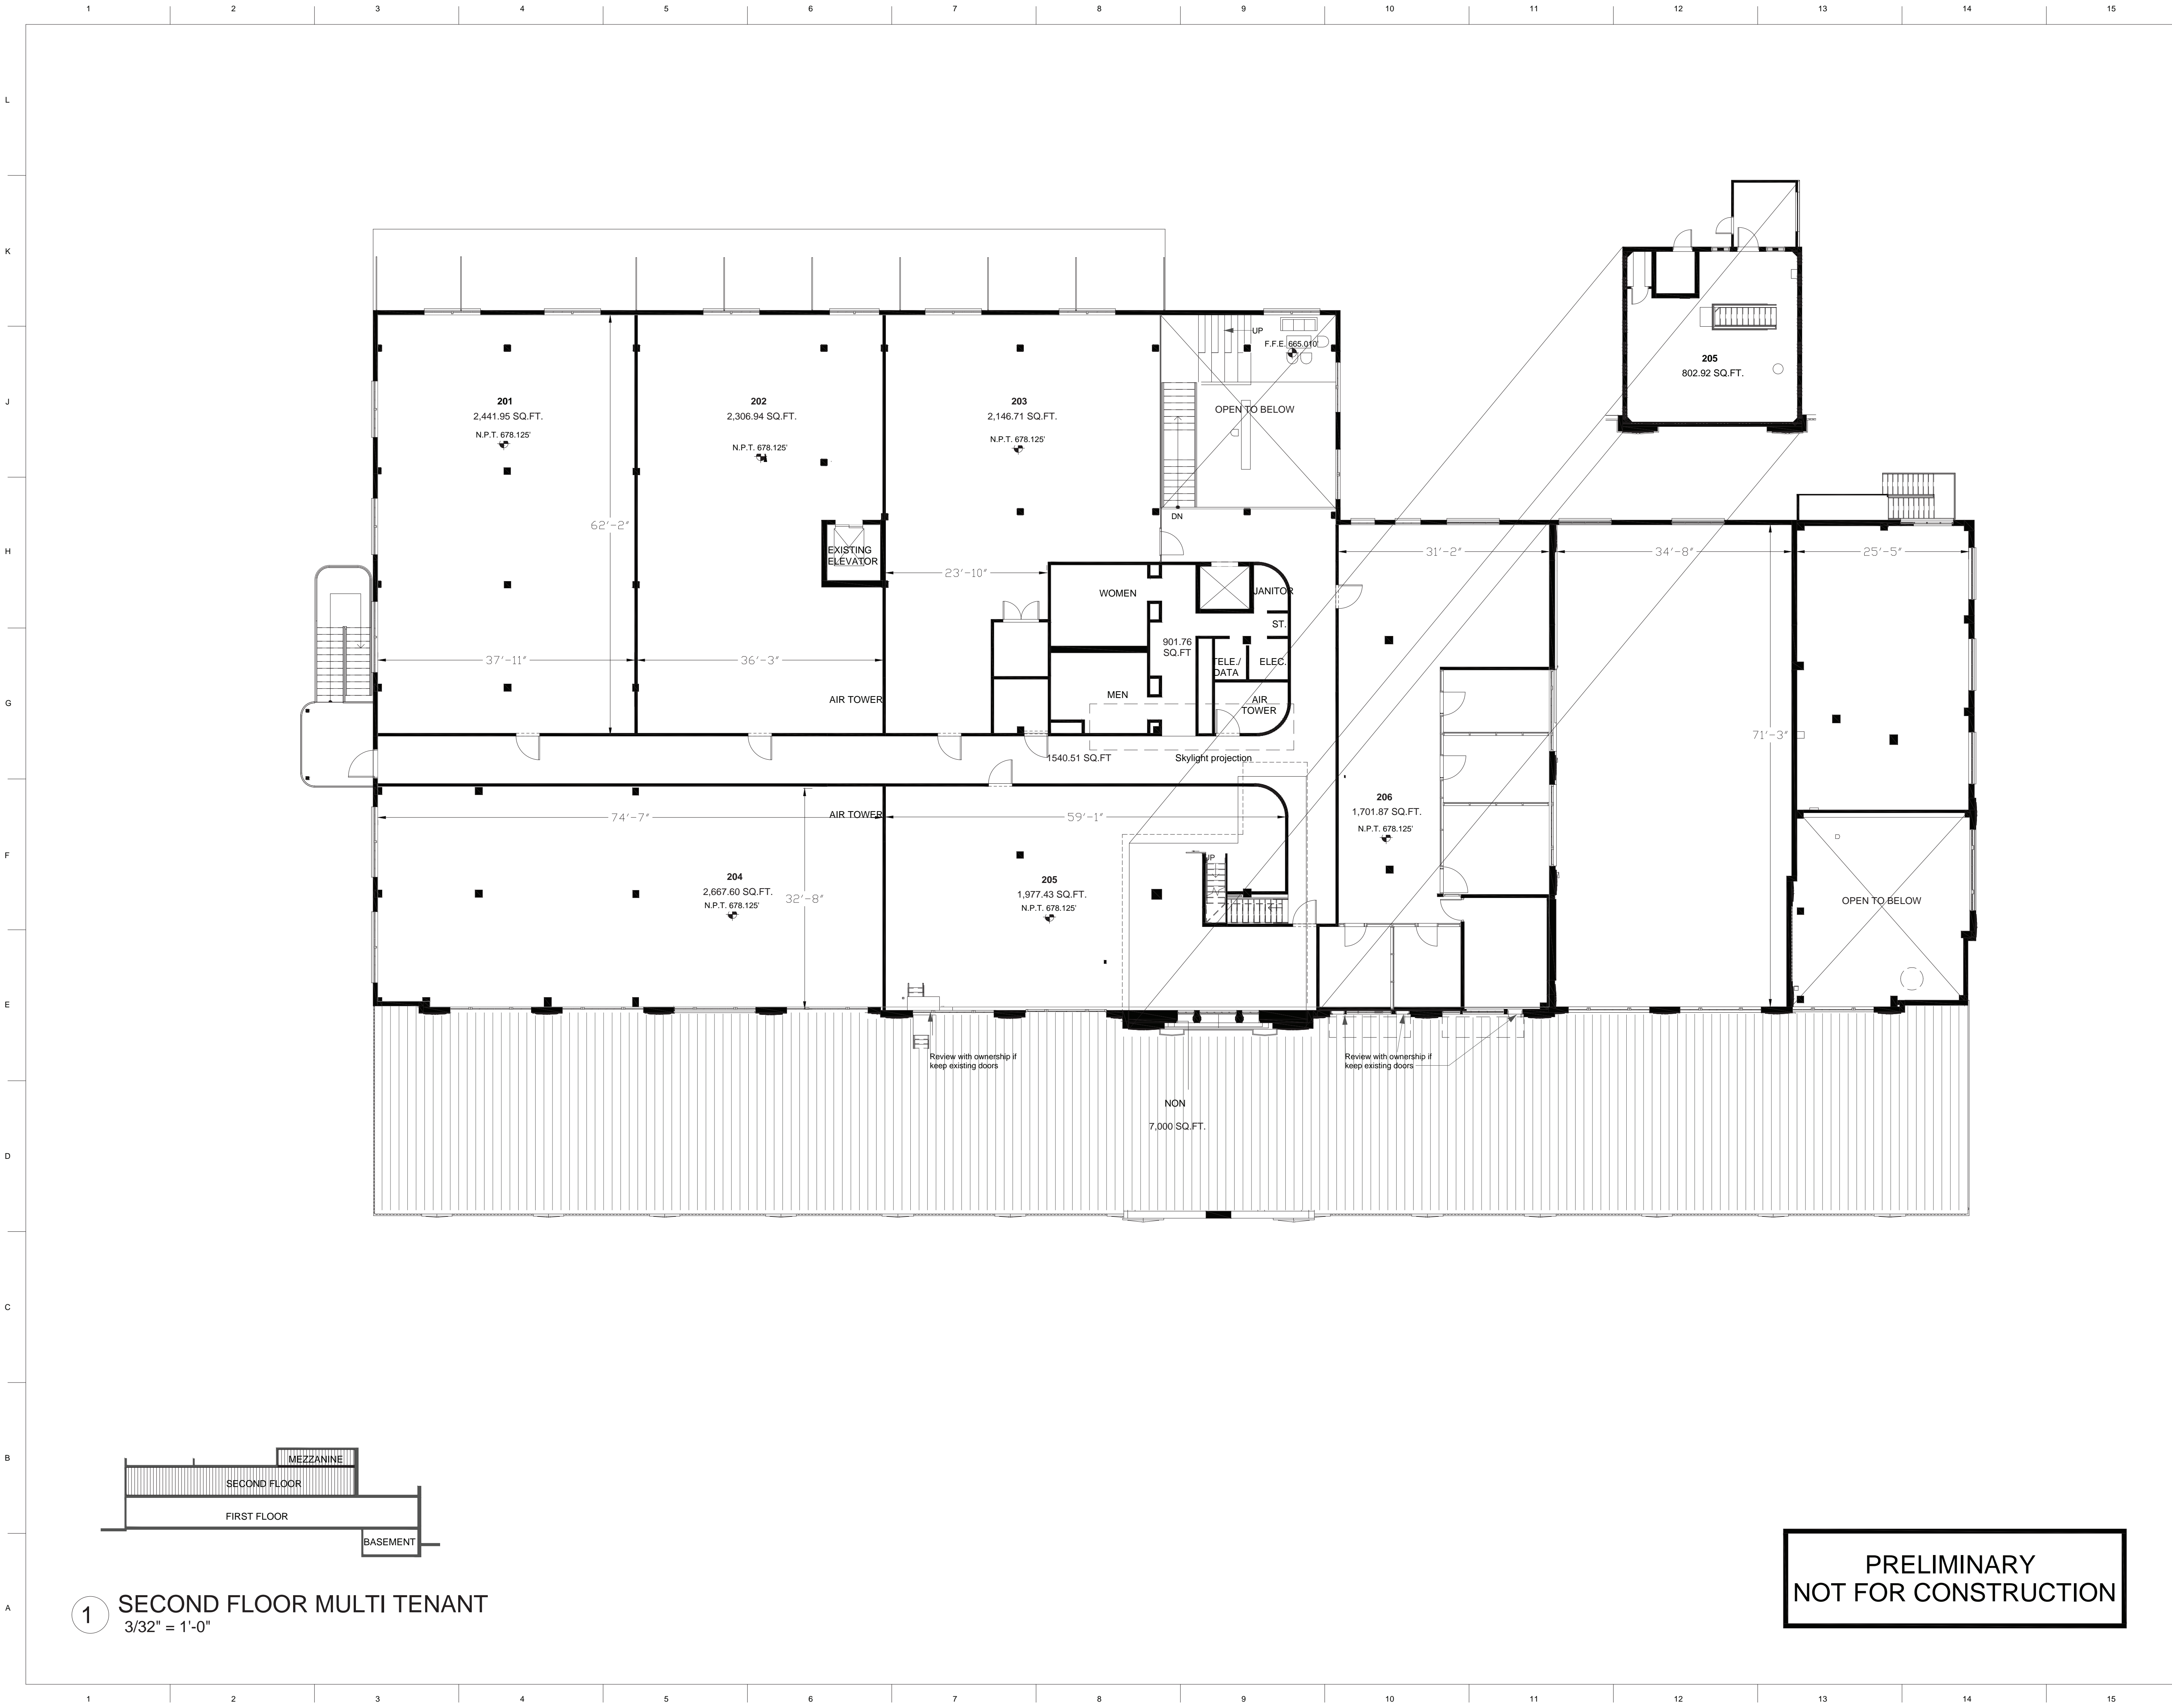 1 2 3 4 5 6 7 8 9 10 11 12 13 14 15
L
K
J
H
G
F
E
D
C
B
A
UP
F.F.E. 665.010'
OPEN TO BELOW
DN
205
802.92 SQ.FT.
201
2,441.95 SQ.FT.
N.P.T. 678.125'
202
2,306.94 SQ.FT.
N.P.T. 678.125'
203
2,146.71 SQ.FT.
N.P.T. 678.125'
62'-2"
EXISTING
ELEVATOR
23'-10"
31'-2"
34'-8"
25'-5"
WOMEN
JANITOR
ST.
901.76
SQ.FT
TELE./
DATA
ELEC.
37'-11"
36'-3"
MEN
AIR TOWER
AIR
TOWER
71'-3"
1540.51 SQ.FT
Skylight projection
206
1,701.87 SQ.FT.
N.P.T. 678.125'
74'-7"
AIR TOWER
59'-1"
UP
204
2,667.60 SQ.FT.
N.P.T. 678.125'
32'-8"
205
1,977.43 SQ.FT.
N.P.T. 678.125'
OPEN TO BELOW
Review with ownership if
keep existing doors
Review with ownership if
keep existing doors
NON
7,000 SQ.FT.
MEZZANINE
SECOND FLOOR
FIRST FLOOR
BASEMENT
1 SECOND FLOOR MULTI TENANT
3/32" = 1'-0"
PRELIMINARY
NOT FOR CONSTRUCTION
1 2 3 4 5 6 7 8 9 10 11 12 13 14 15